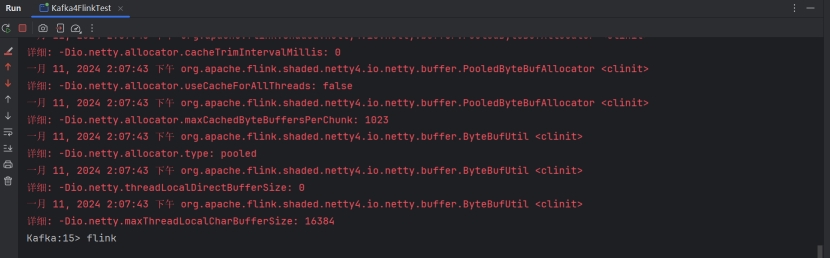 Run Kafka4FlinkTest
详细: -Dio.netty.allocator.cacheTrimIntervalMillis: 0
一月 11, 2024 2:07:43 下午 org.apache.flink.shaded.netty4.io.netty.buffer.PooledByteBufAllocator <clinit>
详细: -Dio.netty.allocator.useCacheForAllThreads: false
一月 11, 2024 2:07:43 下午 org.apache.flink.shaded.netty4.io.netty.buffer.PooledByteBufAllocator <clinit>
详细: -Dio.netty.allocator.maxCachedByteBuffersPerChunk: 1023
一月 11, 2024 2:07:43 下午 org.apache.flink.shaded.netty4.io.netty.buffer.ByteBufUtil <clinit>
详细: -Dio.netty.allocator.type: pooled
一月 11, 2024 2:07:43 下午 org.apache.flink.shaded.netty4.io.netty.buffer.ByteBufUtil <clinit>
详细: -Dio.netty.threadLocalDirectBufferSize: 0
一月 11, 2024 2:07:43 下午 org.apache.flink.shaded.netty4.io.netty.buffer.ByteBufUtil <clinit>
详细: -Dio.netty.maxThreadLocalCharBufferSize: 16384
Kafka:15> flink